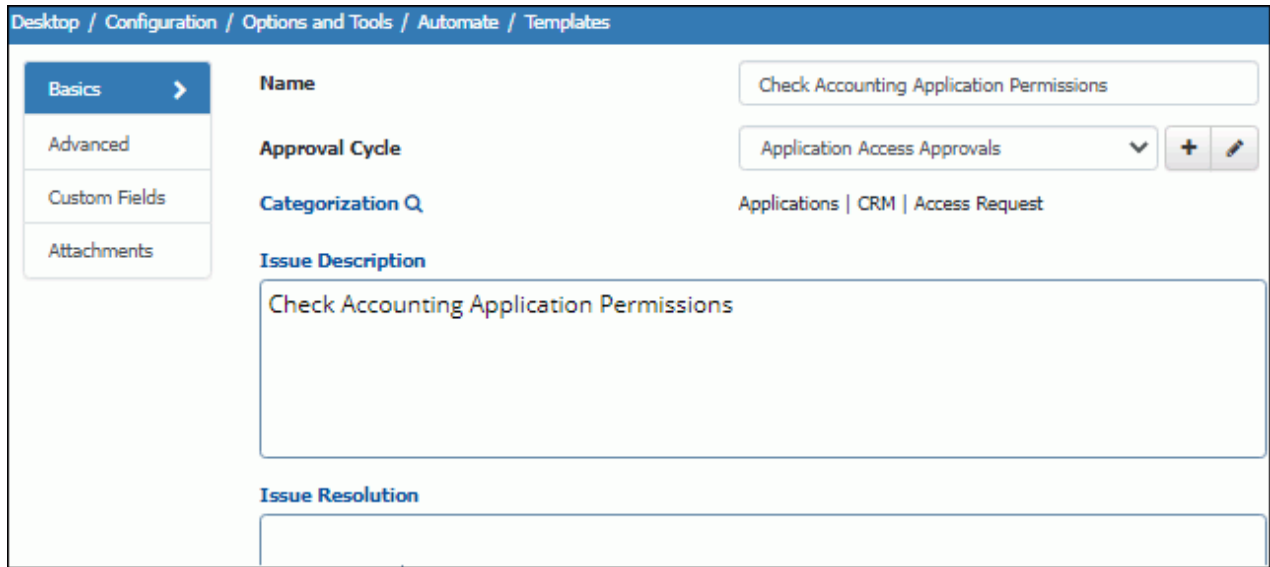 Desktop / Configuration / Options and Tools / Automate / Templates
Basics
Advanced
Custom Fields
Attachments
Name
Check Accounting Application Permissions
Approval Cycle
Application Access Approvals
Categorization
Applications | CRM | Access Request
Issue Description
Check Accounting Application Permissions
Issue Resolution